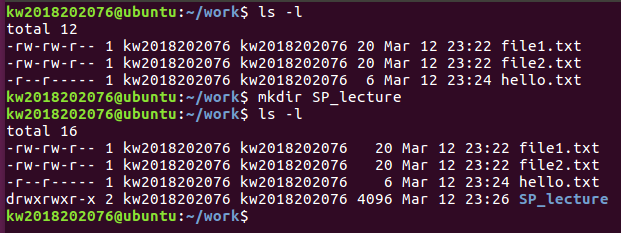 kw2018202076@ubuntu:~/work$ ls -l
total 12
-rw-rw-r-- 1 kw2018202076 kw2018202076 20 Mar 12 23:22 file1.txt
-rw-rw-r-- 1 kw2018202076 kw2018202076 20 Mar 12 23:22 file2.txt
-r--r----- 1 kw2018202076 kw2018202076  6 Mar 12 23:24 hello.txt
kw2018202076@ubuntu:~/work$ mkdir SP_lecture
kw2018202076@ubuntu:~/work$ ls -l
total 16
-rw-rw-r-- 1 kw2018202076 kw2018202076   20 Mar 12 23:22 file1.txt
-rw-rw-r-- 1 kw2018202076 kw2018202076   20 Mar 12 23:22 file2.txt
-r--r----- 1 kw2018202076 kw2018202076    6 Mar 12 23:24 hello.txt
drwxrwxr-x 2 kw2018202076 kw2018202076 4096 Mar 12 23:26 SP_lecture
kw2018202076@ubuntu:~/work$